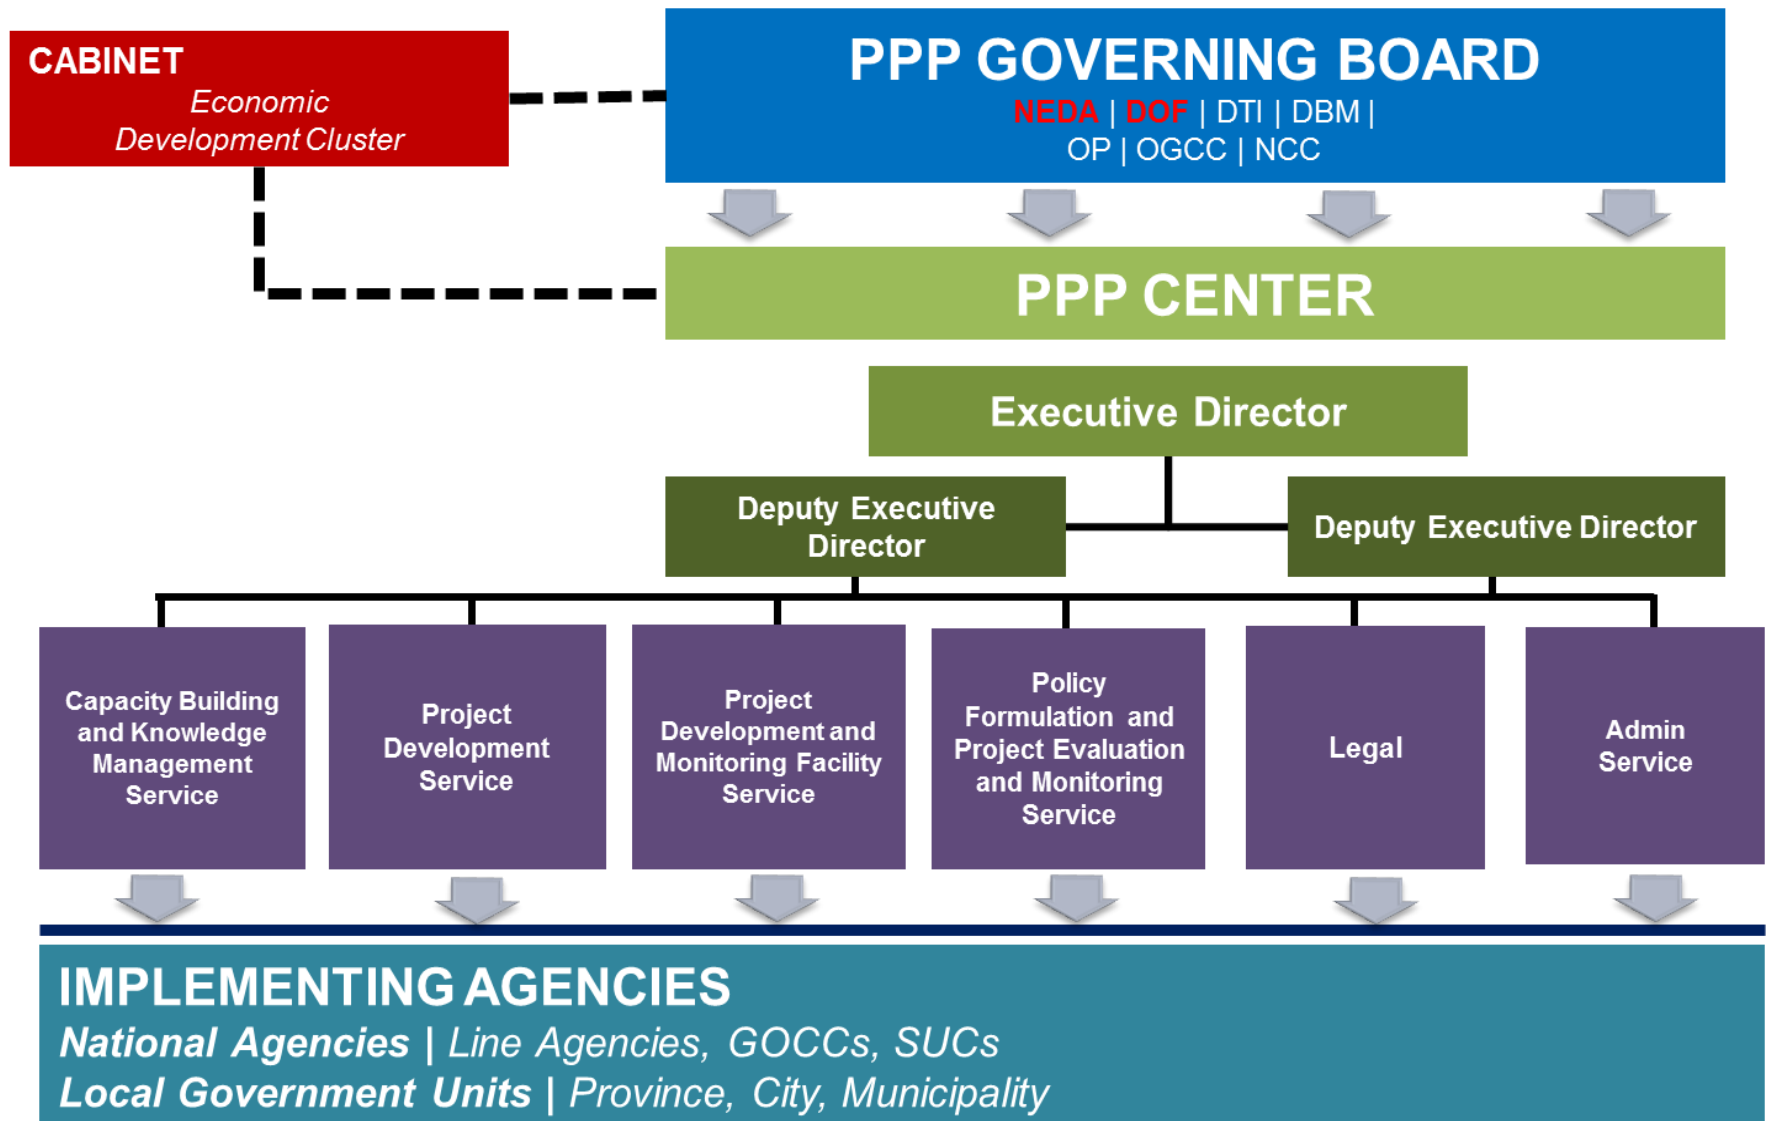 CABINET
Economic
Development Cluster
PPP GOVERNING BOARD
NEDA | DOF | DTI | DBM |
OP | OGCC | NCC
PPP CENTER
Executive Director
Deputy Executive
Director
Deputy Executive Director
Capacity Building
and Knowledge
Management
Service
Project
Development
Service
Project
Development and
Monitoring Facility
Service
Policy
Formulation and
Project Evaluation
and Monitoring
Service
Legal
Admin
Service
IMPLEMENTING AGENCIES
National Agencies | Line Agencies, GOCCs, SUCs
Local Government Units | Province, City, Municipality